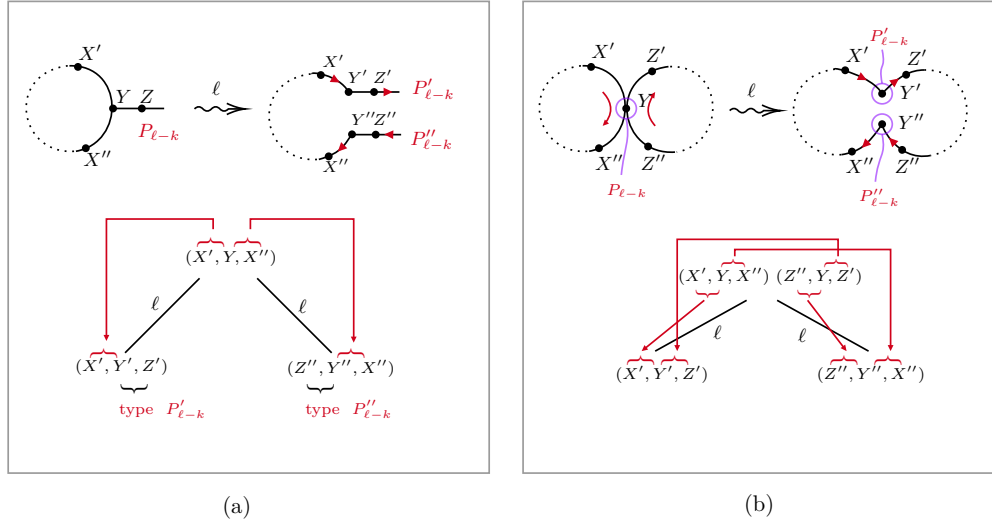 X′
Y Z
P_{ℓ−k}
X″
ℓ
X′
Y′ Z′
P′_{ℓ−k}
Y″ Z″
P″_{ℓ−k}
X″
(X′, Y, X″)
ℓ ℓ
(X′, Y′, Z′) (Z″, Y″, X″)
type P′_{ℓ−k} type P″_{ℓ−k}
(a)
X′ Z′
Y
X″ Z″
P_{ℓ−k}
ℓ
P′_{ℓ−k}
X′ Z′
Y′
Y″
X″ Z″
P″_{ℓ−k}
(X′, Y, X″) (Z″, Y, Z′)
ℓ ℓ
(X′, Y′, Z′) (Z″, Y″, X″)
(b)